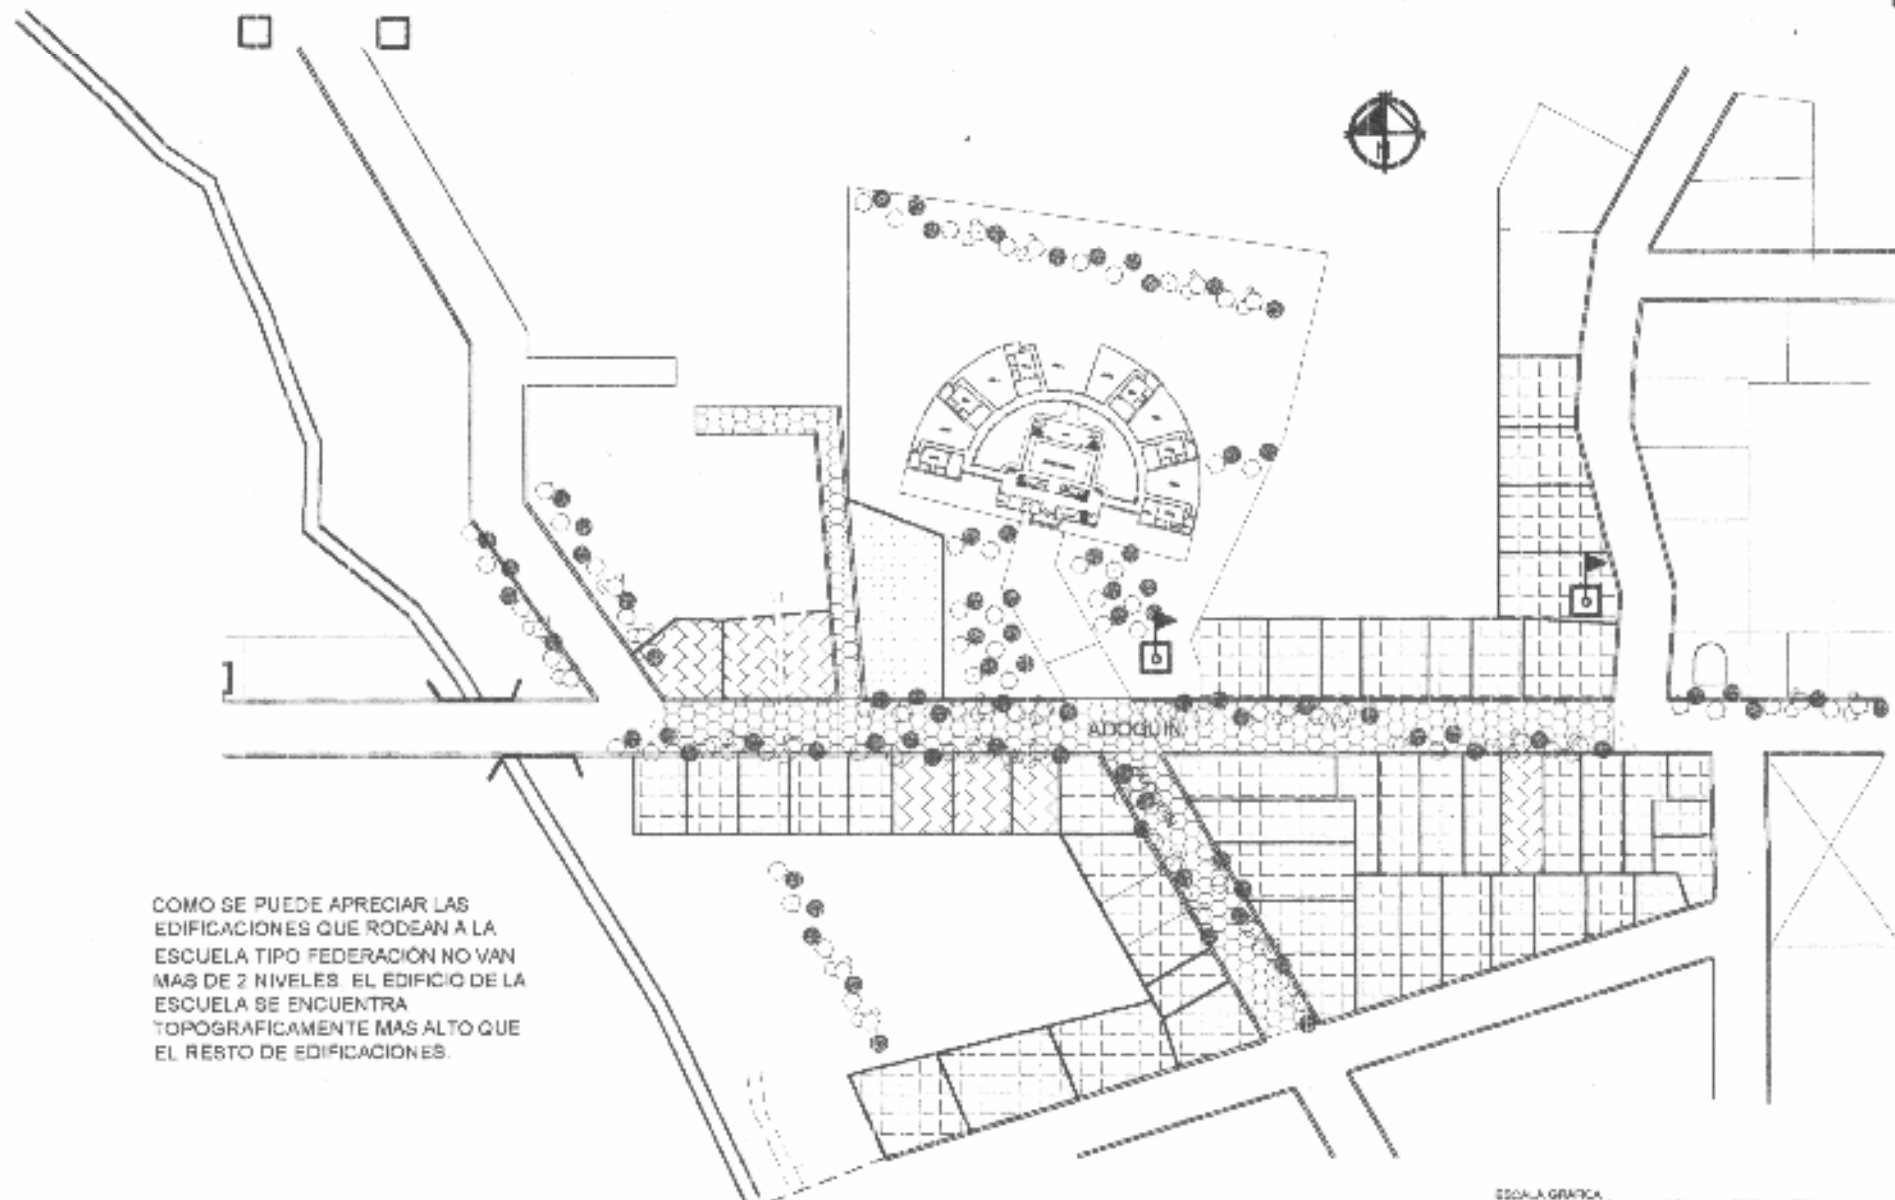 N
ADOQUIN
COMO SE PUEDE APRECIAR LAS
EDIFICACIONES QUE RODEAN A LA
ESCUELA TIPO FEDERACIÓN NO VAN
MAS DE 2 NIVELES. EL EDIFICIO DE LA
ESCUELA SE ENCUENTRA
TOPOGRAFICAMENTE MAS ALTO QUE
EL RESTO DE EDIFICACIONES.
ESCALA GRAFICA